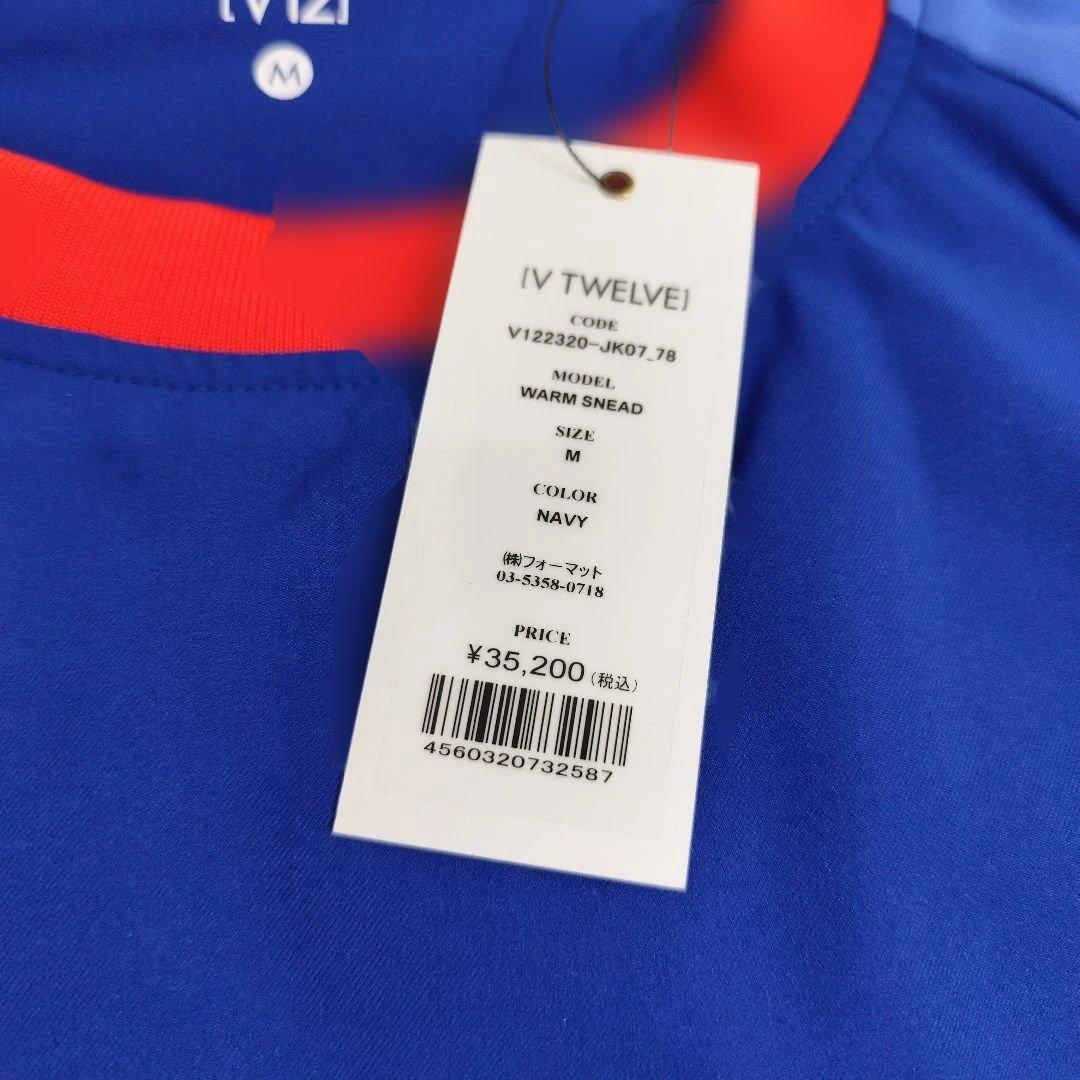 [V12]
M
[V TWELVE]
CODE
V122320-JK07_78
MODEL
WARM SNEAD
SIZE
M
COLOR
NAVY
㈱フォーマット
03-5358-0718
PRICE
¥35,200(税込)
4560320732587